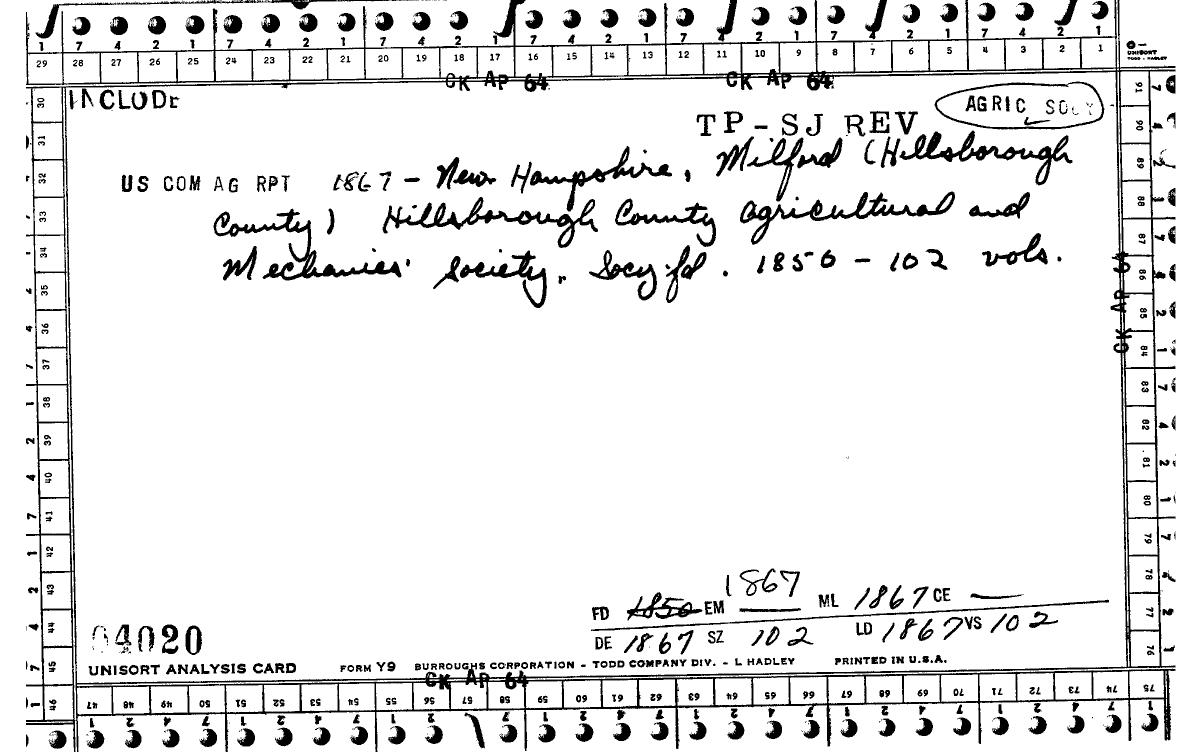 1 7 4 2 1 7 4 2 1 7 4 2 1 7 4 2 1 7 4 2 1 7 4 2 1 7 4 2 1
29 28 27 26 25 24 23 22 21 20 19 18 17 16 15 14 13 12 11 10 9 8 7 6 5 4 3 2 1
UNISORT
TODD - HADLEY
CK AP 64 CK AP 64
INCLUDE
AGRIC SOCY
TP-SJ REV
US COM AG RPT 1867 - New Hampshire, Milford (Hillsborough
County) Hillsborough County Agricultural and
Mechanics' Society. Socy fd. 1850 - 102 vols.
CK AP 64
30 31 32 33 34 35 36 37 38 39 40 41 42 43 44 45 46
91 90 89 88 87 86 85 84 83 82 81 80 79 78 77 76
1867
FD 1850 EM — ML 1867 CE —
DE 1867 SZ 102 LD 1867 VS 102
04020
UNISORT ANALYSIS CARD FORM Y9 BURROUGHS CORPORATION - TODD COMPANY DIV. - L HADLEY PRINTED IN U.S.A.
CK AP 64
47 48 49 50 51 52 53 54 55 56 57 58 59 60 61 62 63 64 65 66 67 68 69 70 71 72 73 74 75